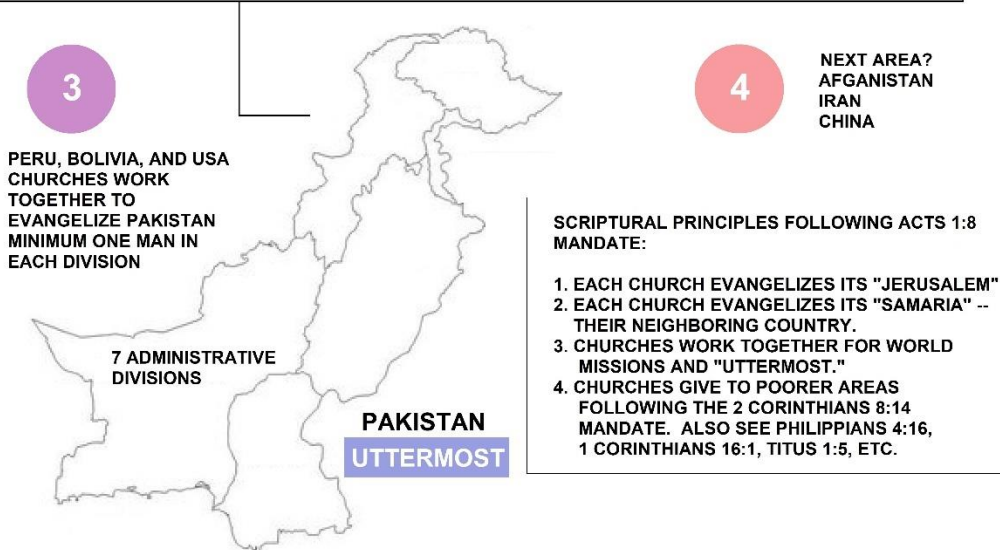 3
PERU, BOLIVIA, AND USA
CHURCHES WORK
TOGETHER TO
EVANGELIZE PAKISTAN
MINIMUM ONE MAN IN
EACH DIVISION
4
NEXT AREA?
AFGANISTAN
IRAN
CHINA
7 ADMINISTRATIVE
DIVISIONS
PAKISTAN
UTTERMOST
SCRIPTURAL PRINCIPLES FOLLOWING ACTS 1:8
MANDATE:
1. EACH CHURCH EVANGELIZES ITS "JERUSALEM"
2. EACH CHURCH EVANGELIZES ITS "SAMARIA" --
THEIR NEIGHBORING COUNTRY.
3. CHURCHES WORK TOGETHER FOR WORLD
MISSIONS AND "UTTERMOST."
4. CHURCHES GIVE TO POORER AREAS
FOLLOWING THE 2 CORINTHIANS 8:14
MANDATE. ALSO SEE PHILIPPIANS 4:16,
1 CORINTHIANS 16:1, TITUS 1:5, ETC.